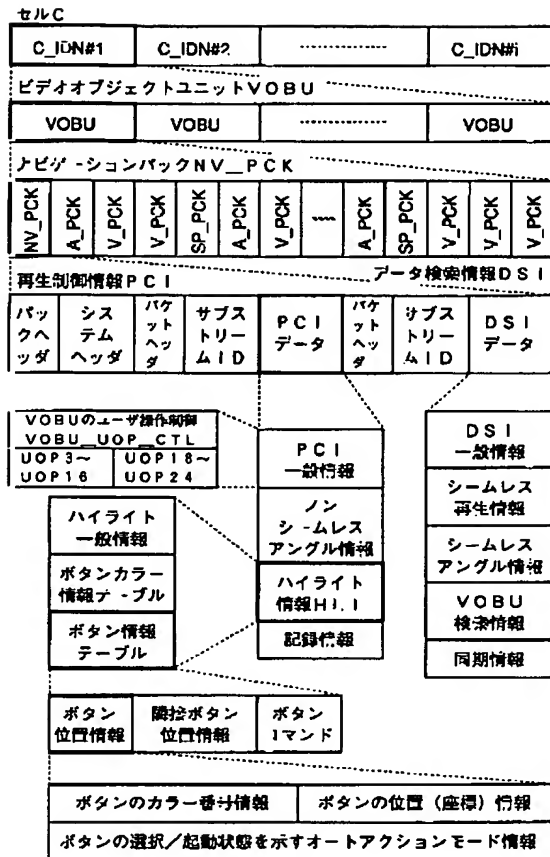 セルC
C_IDN#1 C_IDN#2 C_IDN#i
ビデオオブジェクトユニットVOBU
VOBU VOBU VOBU
ナビゲーションパックNV_PCK
NV_PCK A_PCK V_PCK V_PCK SP_PCK A_PCK V_PCK A_PCK SP_PCK V_PCK V_PCK V_PCK
再生制御情報PCI データ検索情報DSI
パックヘッダ システムヘッダ パケットヘッダ サブストリームID PCIデータ パケットヘッダ サブストリームID DSIデータ
VOBUのユーザ操作制御
VOBU_UOP_CTL
UOP3~ UOP18~
UOP16 UOP24
PCI
一般情報
ノン
シームレス
アングル情報
ハイライト
情報HLI
記録情報
DSI
一般情報
シームレス
再生情報
シームレス
アングル情報
VOBU
検索情報
同期情報
ハイライト
一般情報
ボタンカラー
情報テーブル
ボタン情報
テーブル
ボタン 隣接ボタン ボタン
位置情報 位置情報 コマンド
ボタンのカラー番号情報 ボタンの位置(座標)情報
ボタンの選択/起動状態を示すオートアクションモード情報